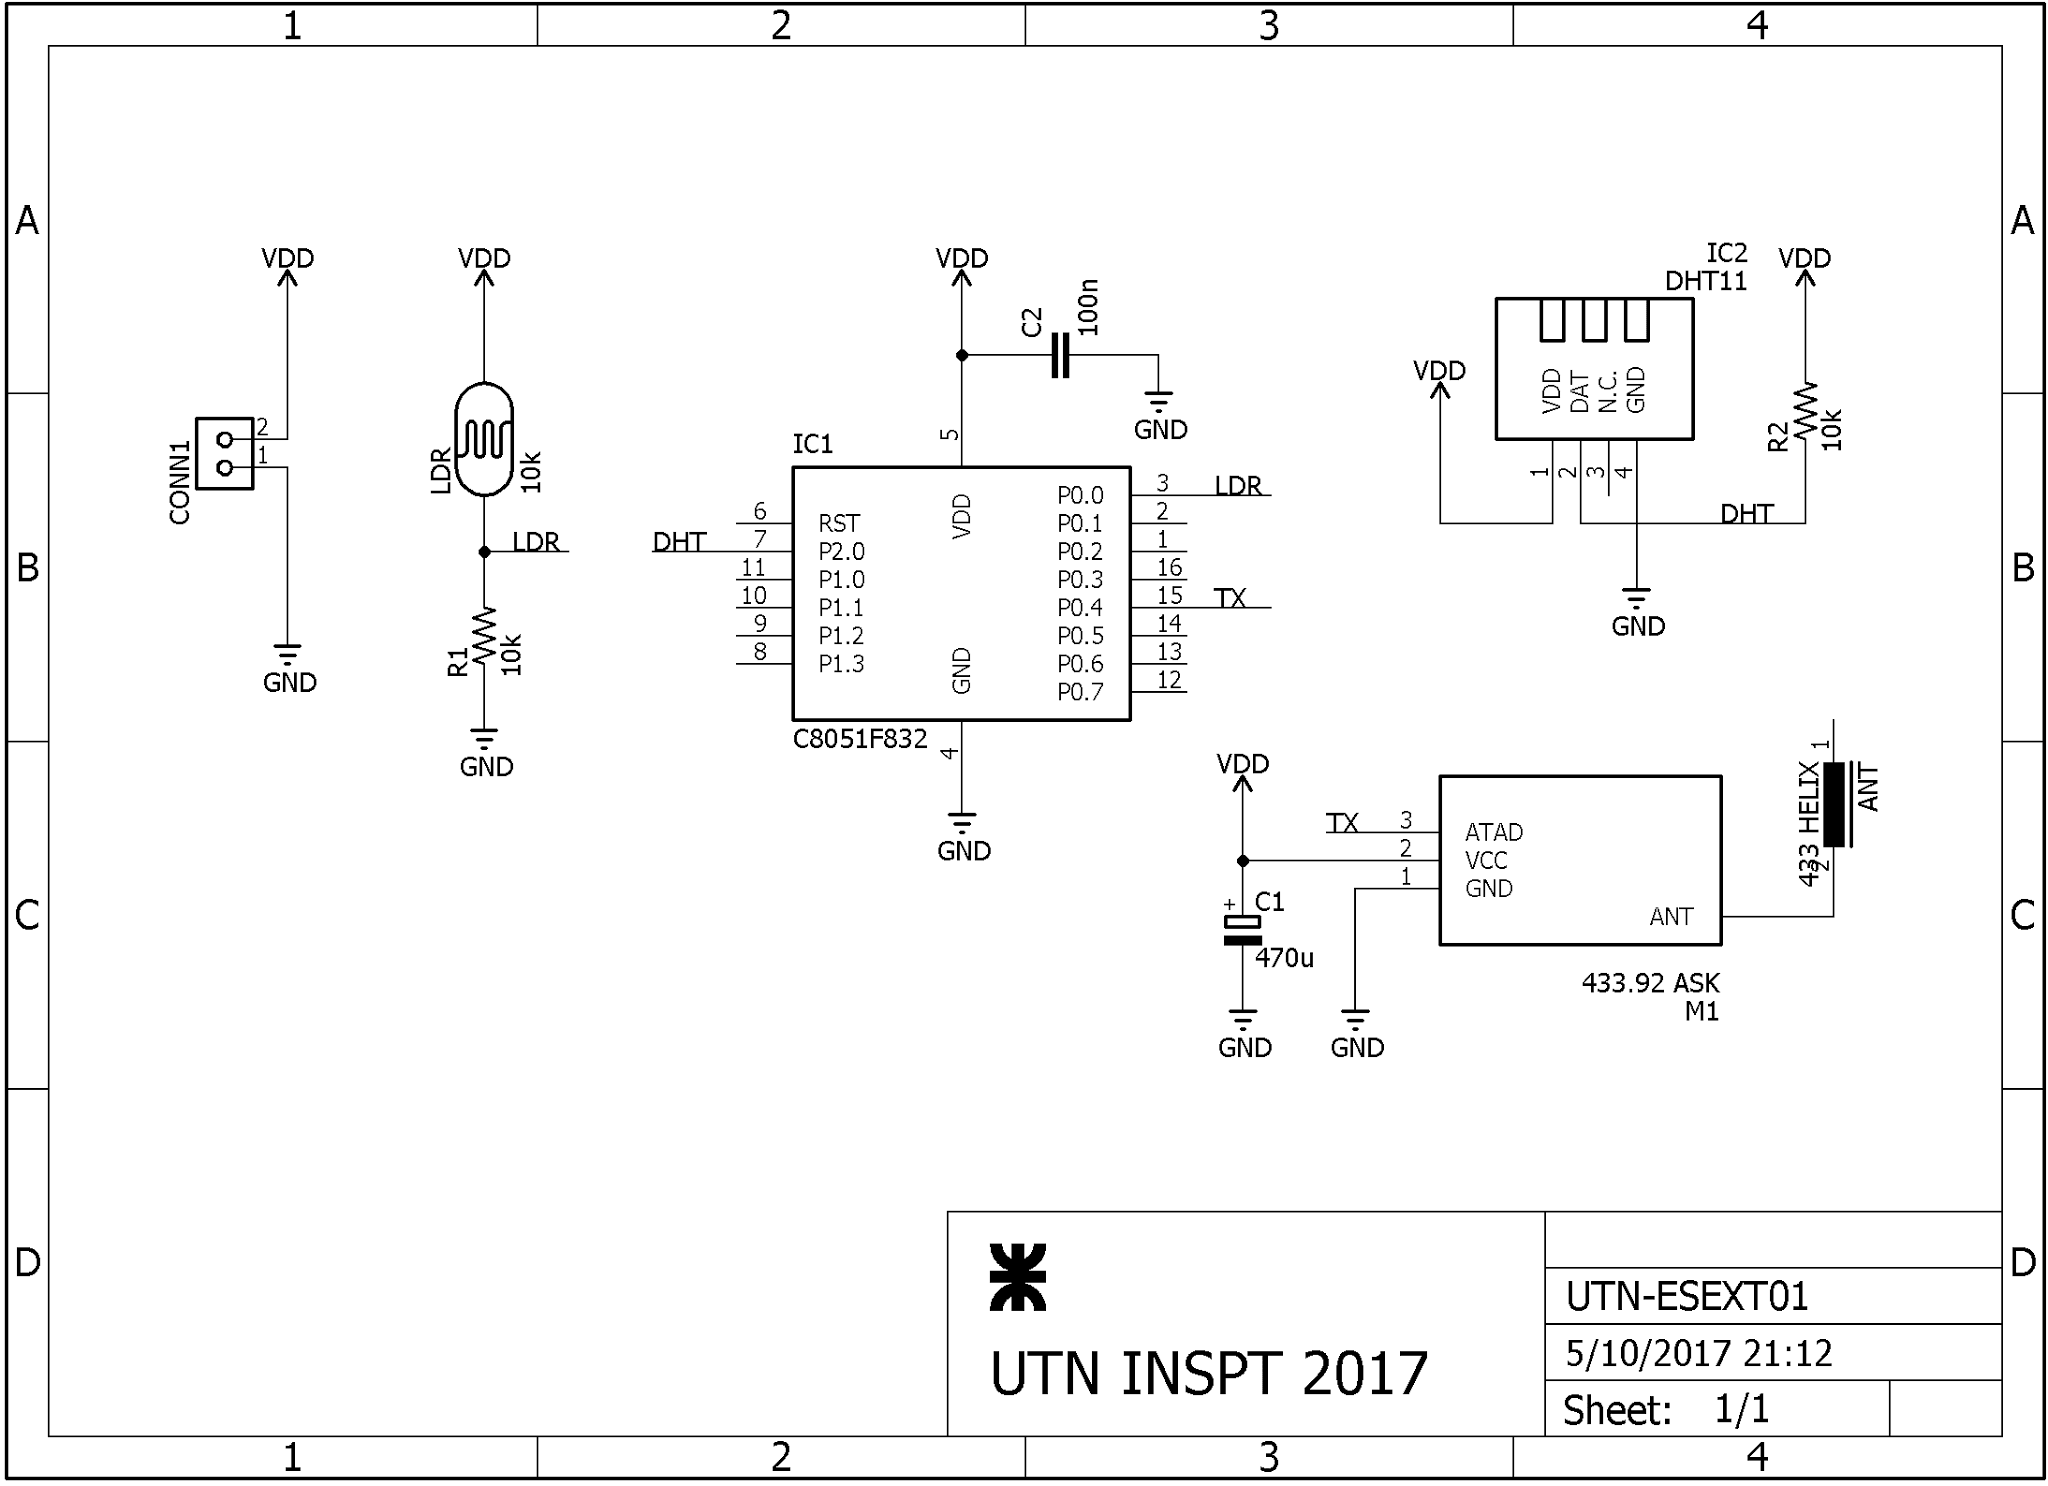 1 2 3 4
A A
VDD VDD VDD IC2 VDD
DHT11
C2 100n
VDD
VDD DAT N.C. GND
R2 10k
GND
CONN1 2
1
LDR 10k
5
IC1
1 2 3 4
P0.0 3 LDR
6 RST VDD P0.1 2
DHT 7 P2.0 P0.2 1
11 P1.0 P0.3 16
10 P1.1 P0.4 15 TX
9 P1.2 P0.5 14
8 P1.3 GND P0.6 13
P0.7 12
DHT
LDR
B B
R1 10k
GND
GND
GND
C8051F832
4
GND
VDD
TX 3 ATAD
2 VCC
1 GND
ANT
+ C1
470u
GND GND
433.92 ASK
M1
1
433 HELIX ANT
2
C C
D D
UTN INSPT 2017
UTN-ESEXT01
5/10/2017 21:12
Sheet: 1/1
1 2 3 4